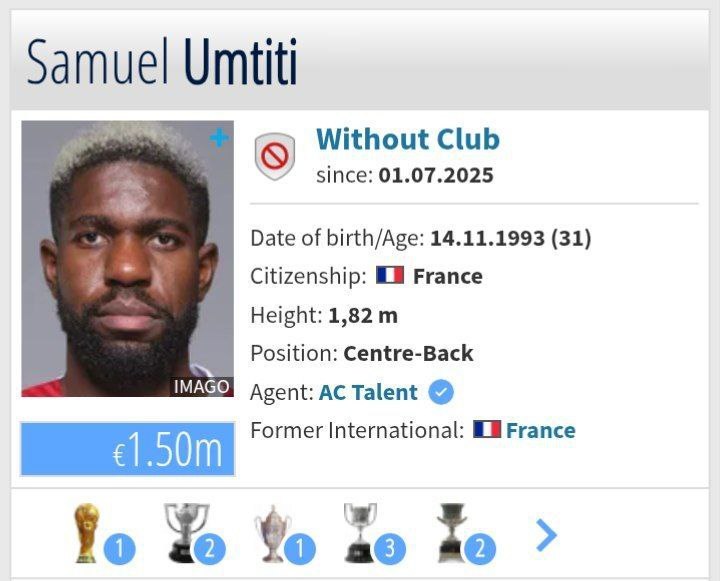 Samuel Umtiti
Without Club
since: 01.07.2025
Date of birth/Age: 14.11.1993 (31)
Citizenship: France
Height: 1,82 m
Position: Centre-Back
Agent: AC Talent
Former International: France
IMAGO
€1.50m
1 2 1 3 2